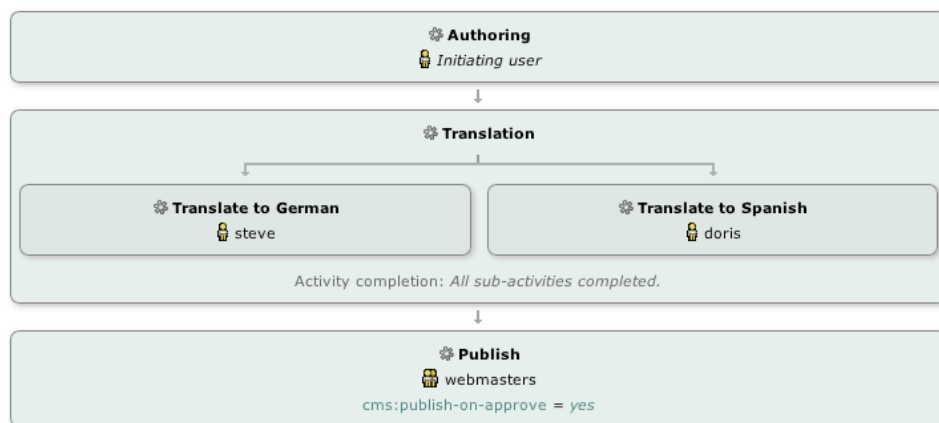 Authoring
Initiating user
Translation
Translate to German
steve
Translate to Spanish
doris
Activity completion: All sub-activities completed.
Publish
webmasters
cms:publish-on-approve = yes